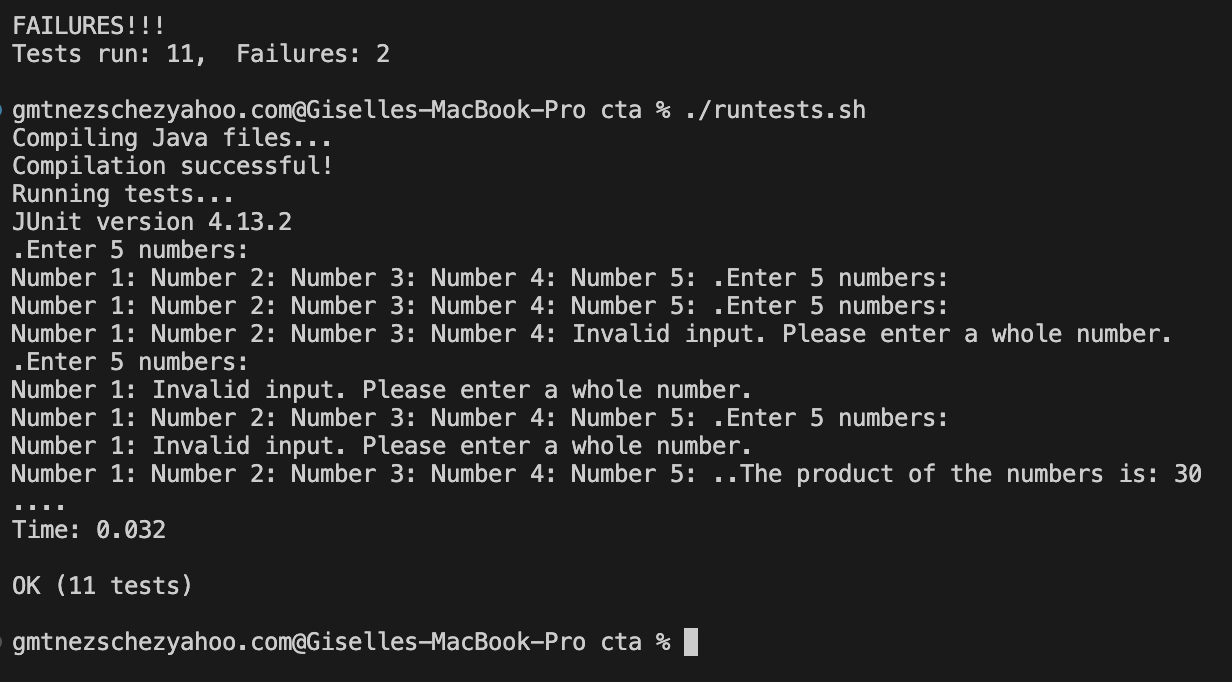 FAILURES!!!
Tests run: 11,  Failures: 2
gmtnezschezyahoo.com@Giselles-MacBook-Pro cta % ./runtests.sh
Compiling Java files...
Compilation successful!
Running tests...
JUnit version 4.13.2
.Enter 5 numbers:
Number 1: Number 2: Number 3: Number 4: Number 5: .Enter 5 numbers:
Number 1: Number 2: Number 3: Number 4: Number 5: .Enter 5 numbers:
Number 1: Number 2: Number 3: Number 4: Invalid input. Please enter a whole number.
.Enter 5 numbers:
Number 1: Invalid input. Please enter a whole number.
Number 1: Number 2: Number 3: Number 4: Number 5: .Enter 5 numbers:
Number 1: Invalid input. Please enter a whole number.
Number 1: Number 2: Number 3: Number 4: Number 5: ..The product of the numbers is: 30
....
Time: 0.032
OK (11 tests)
gmtnezschezyahoo.com@Giselles-MacBook-Pro cta %